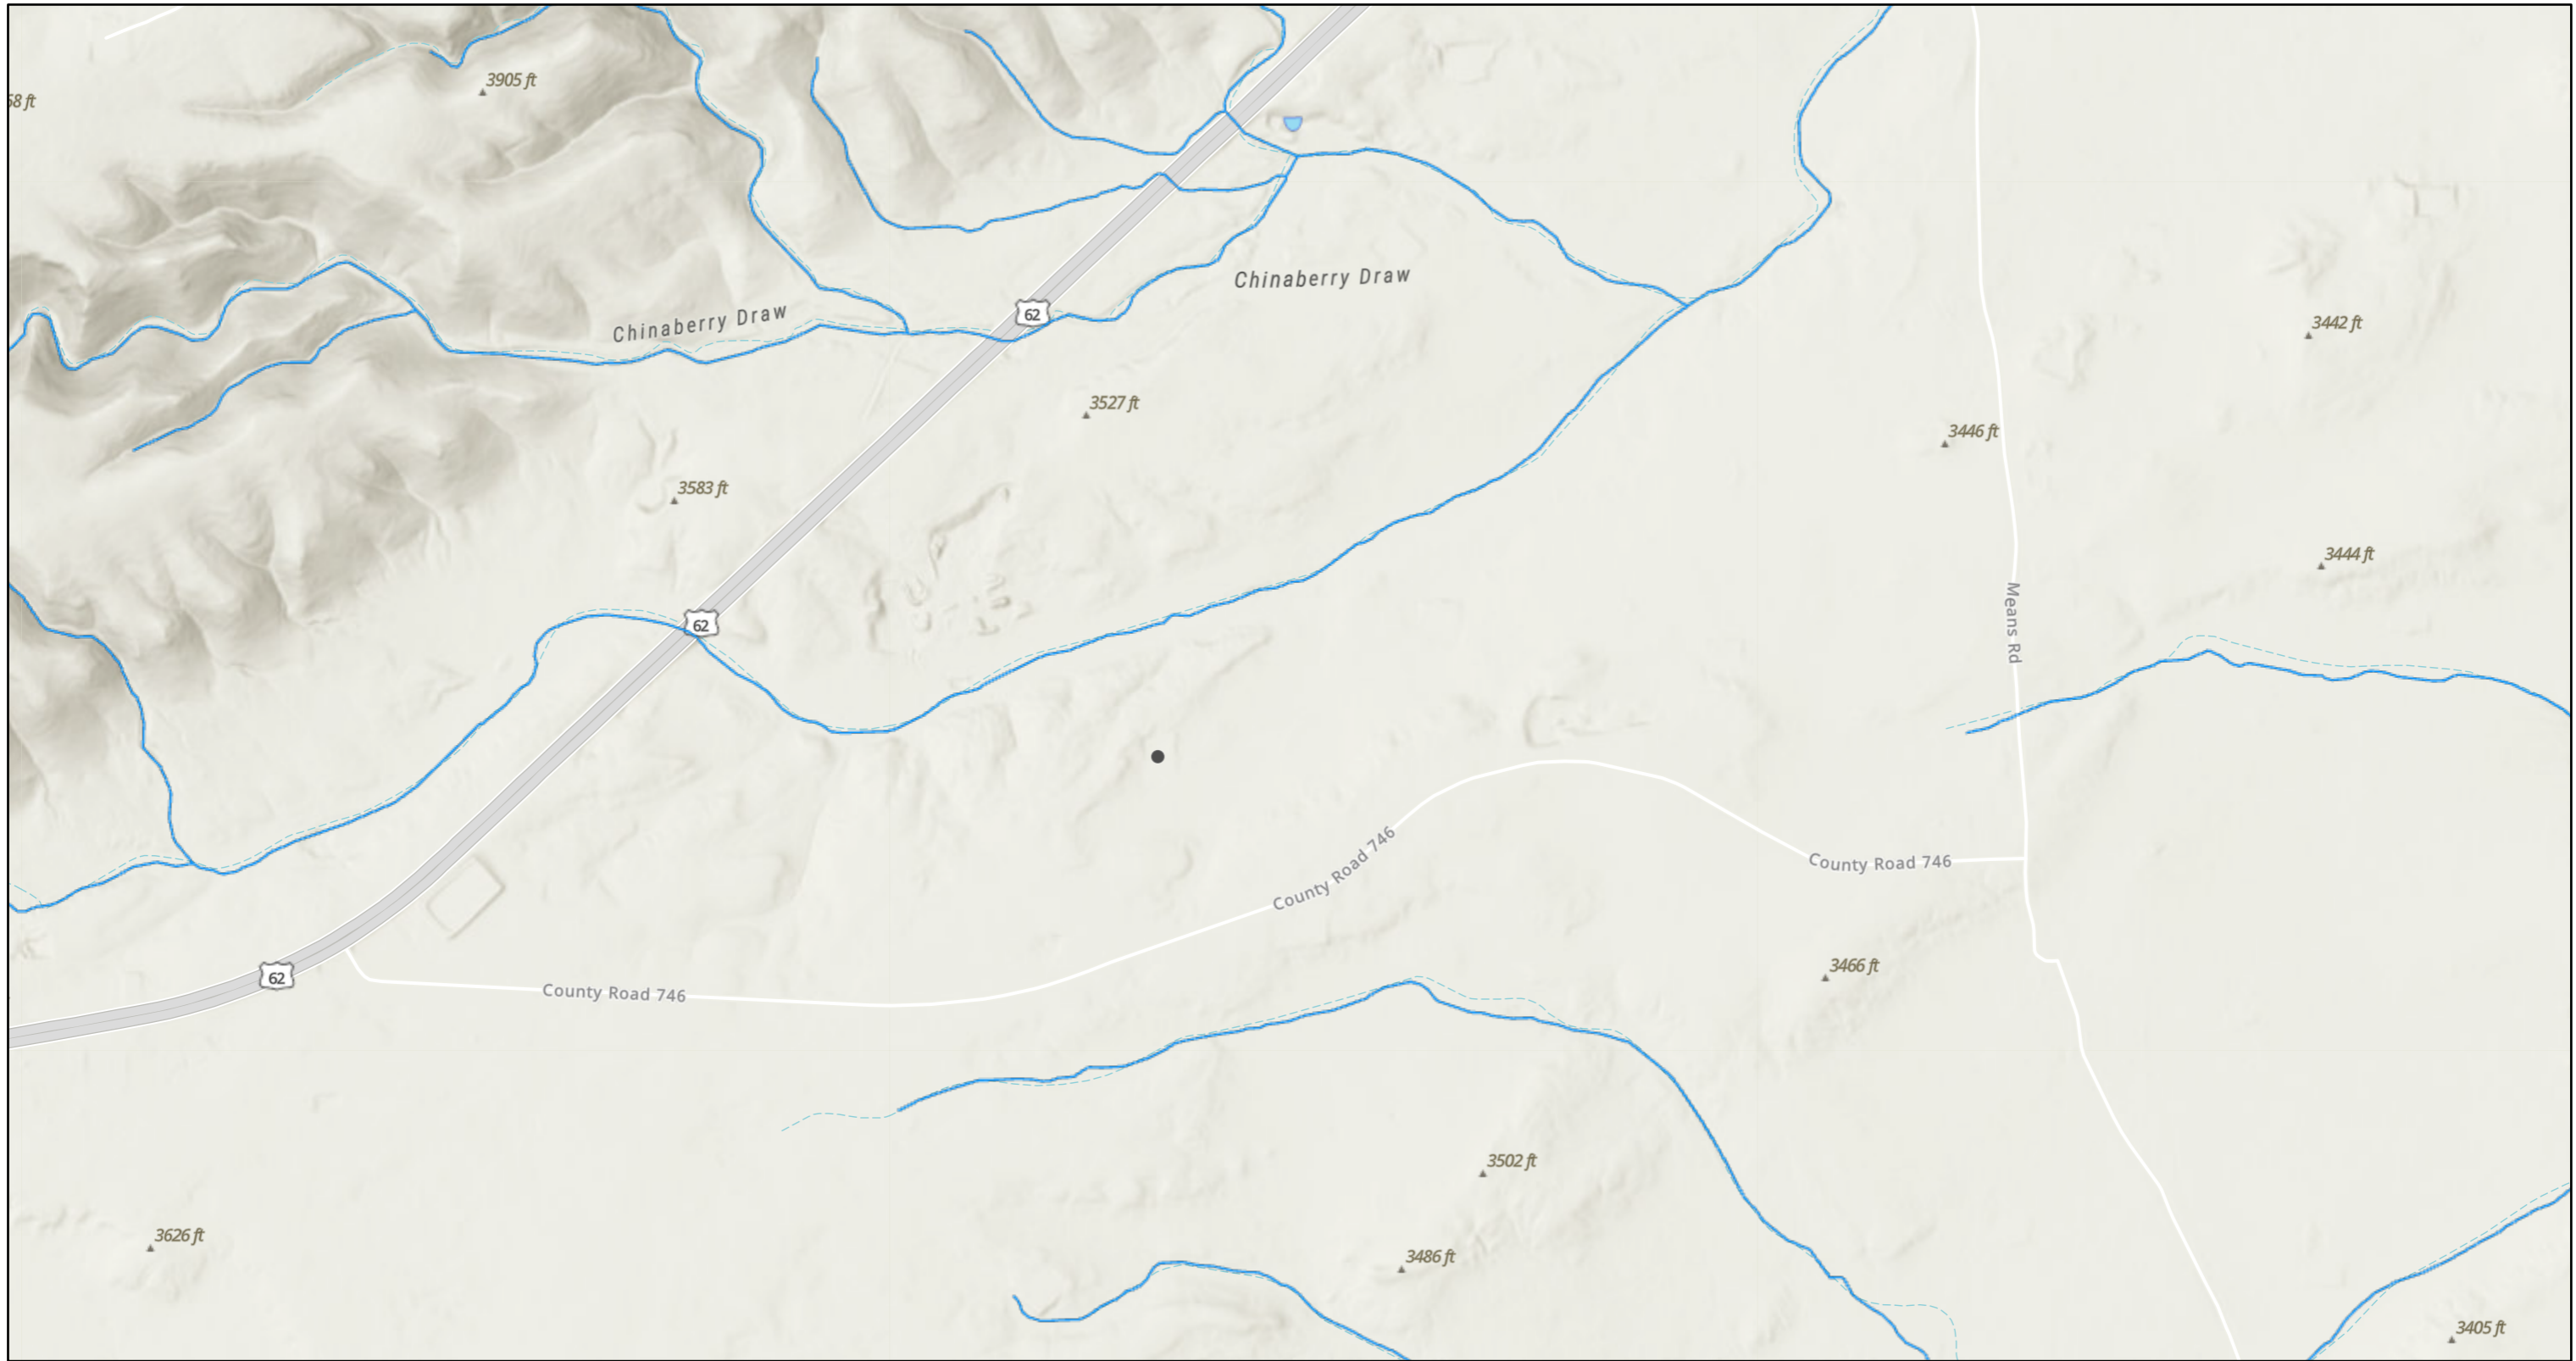 3905 ft
58 ft
Chinaberry Draw
62
Chinaberry Draw
3442 ft
3527 ft
3446 ft
3583 ft
3444 ft
Means Rd
62
County Road 746
County Road 746
3466 ft
62
County Road 746
3502 ft
3626 ft
3486 ft
3405 ft